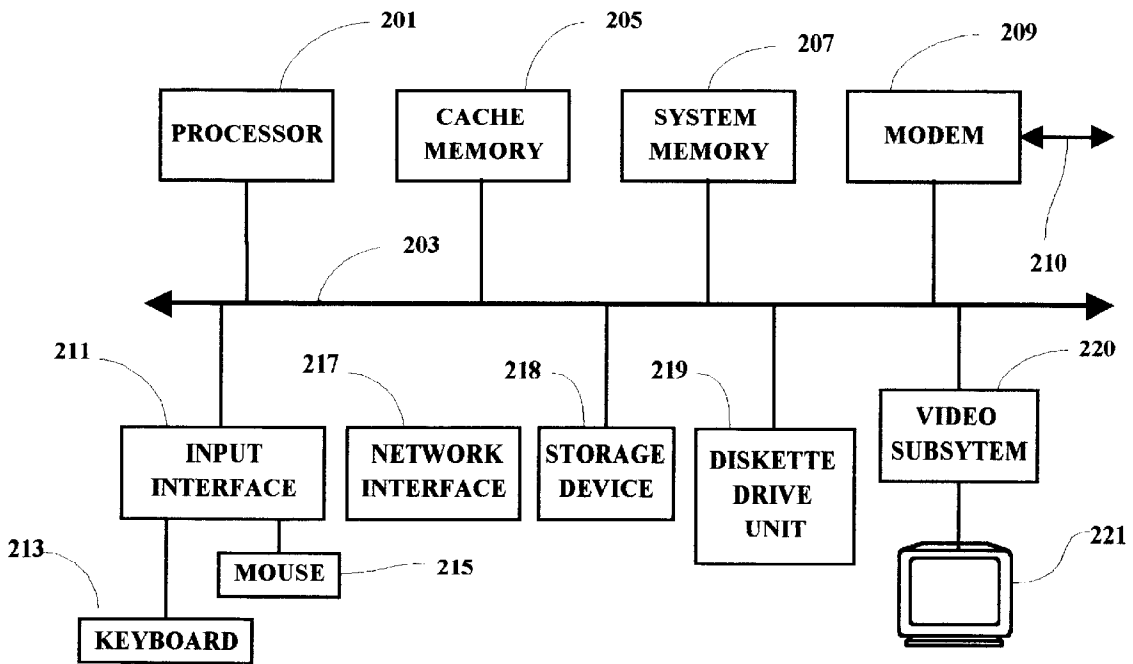 201
205
207
209
PROCESSOR
CACHE
MEMORY
SYSTEM
MEMORY
MODEM
203
210
211
217
218
219
220
INPUT
INTERFACE
NETWORK
INTERFACE
STORAGE
DEVICE
DISKETTE
DRIVE
UNIT
VIDEO
SUBSYTEM
213
MOUSE
215
221
KEYBOARD